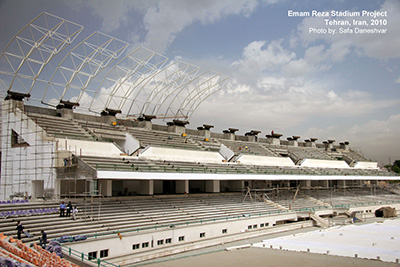 Emam Reza Stadium Project
Tehran, Iran, 2010
Photo by: Safa Daneshvar